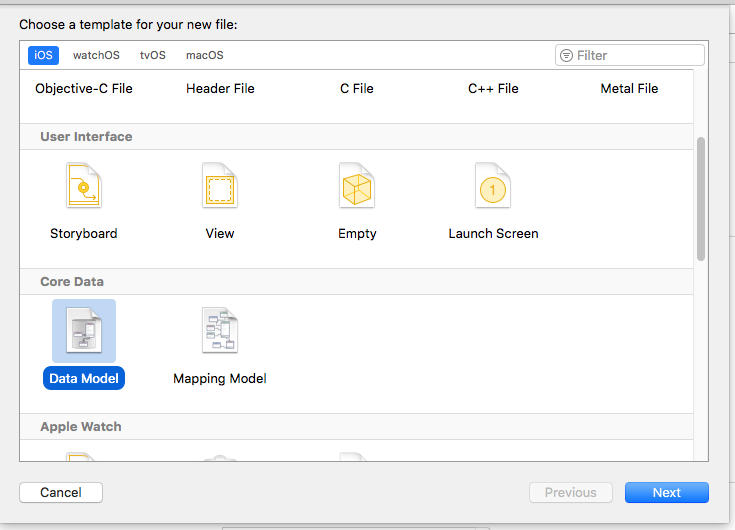 Choose a template for your new file:
iOS watchOS tvOS macOS Filter
Objective-C File Header File C File C++ File Metal File
User Interface
1
Storyboard View Empty Launch Screen
Core Data
Data Model Mapping Model
Apple Watch
Cancel Previous Next